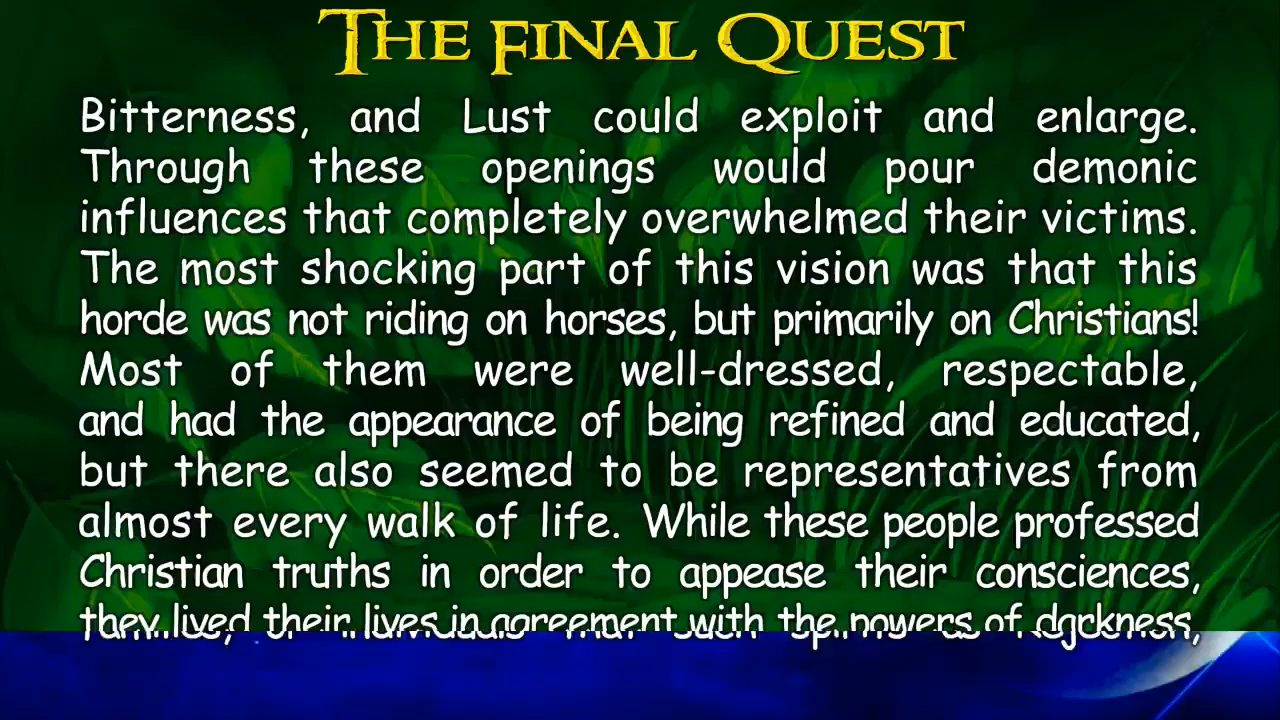 THE FINAL QUEST
Bitterness, and Lust could exploit and enlarge.
Through these openings would pour demonic
influences that completely overwhelmed their victims.
The most shocking part of this vision was that this
horde was not riding on horses, but primarily on Christians!
Most of them were well-dressed, respectable,
and had the appearance of being refined and educated,
but there also seemed to be representatives from
almost every walk of life. While these people professed
Christian truths in order to appease their consciences,
they lived their lives in agreement with the powers of darkness,